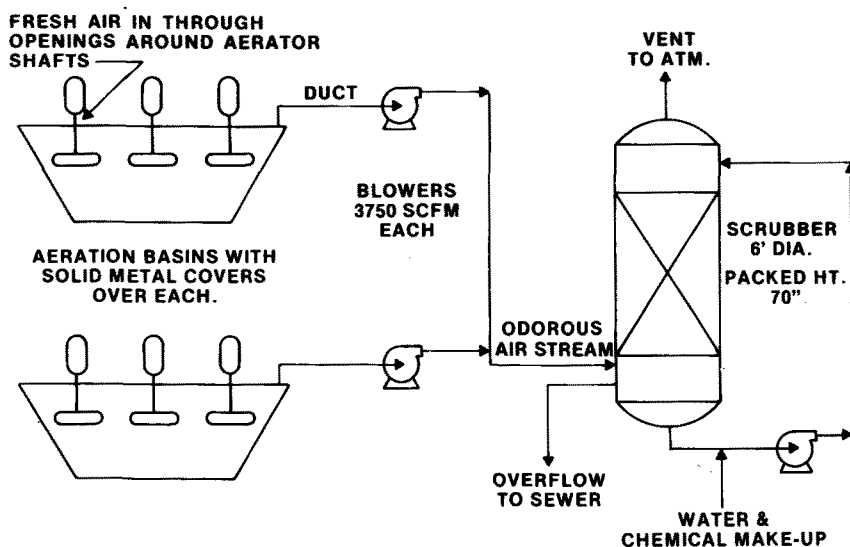 FRESH AIR IN THROUGH
OPENINGS AROUND AERATOR
SHAFTS
DUCT
VENT
TO ATM.
BLOWERS
3750 SCFM
EACH
AERATION BASINS WITH
SOLID METAL COVERS
OVER EACH.
SCRUBBER
6' DIA.
PACKED HT.
70"
ODOROUS
AIR STREAM
OVERFLOW
TO SEWER
WATER &
CHEMICAL MAKE-UP